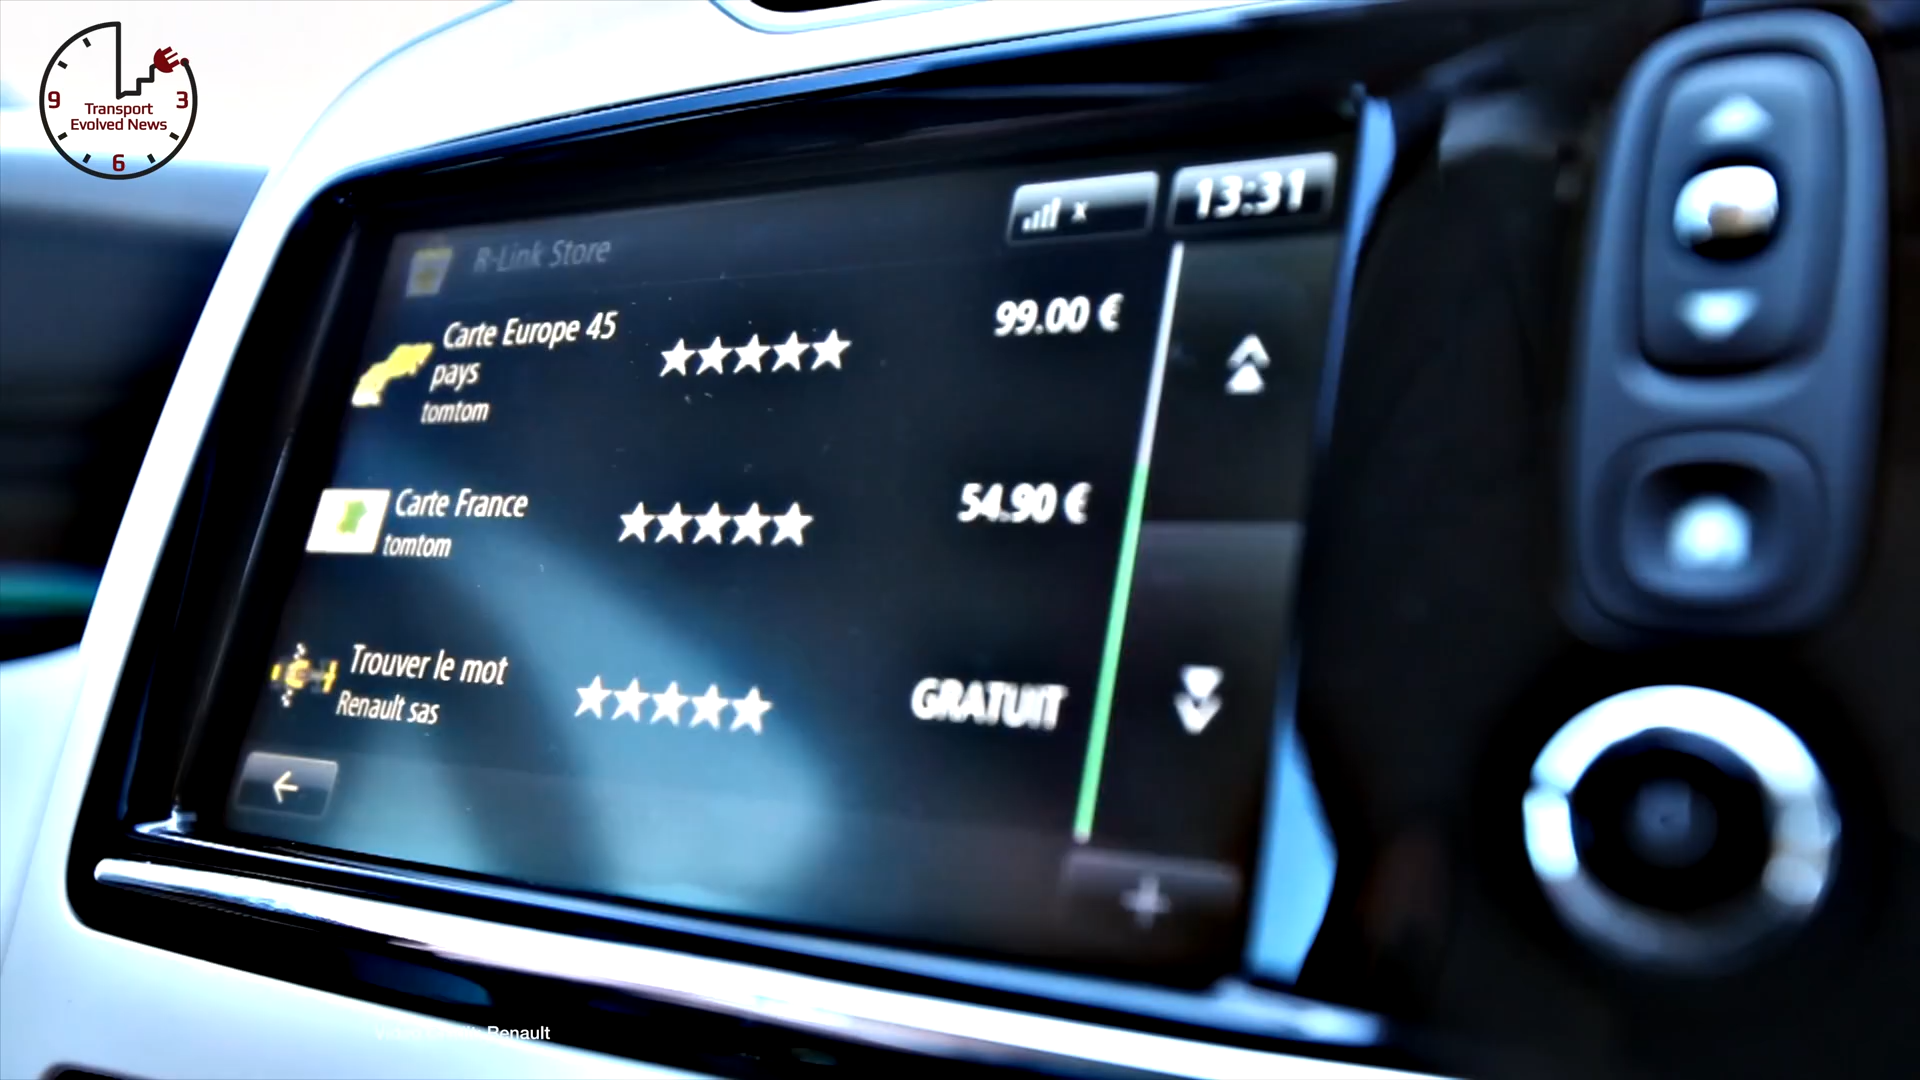 9
3
6
Transport
Evolved News
R-Link Store
x
13:31
Carte Europe 45
pays
tomtom
99.00 €
Carte France
tomtom
54.90 €
Trouver le mot
Renault sas
GRATUIT
Renault